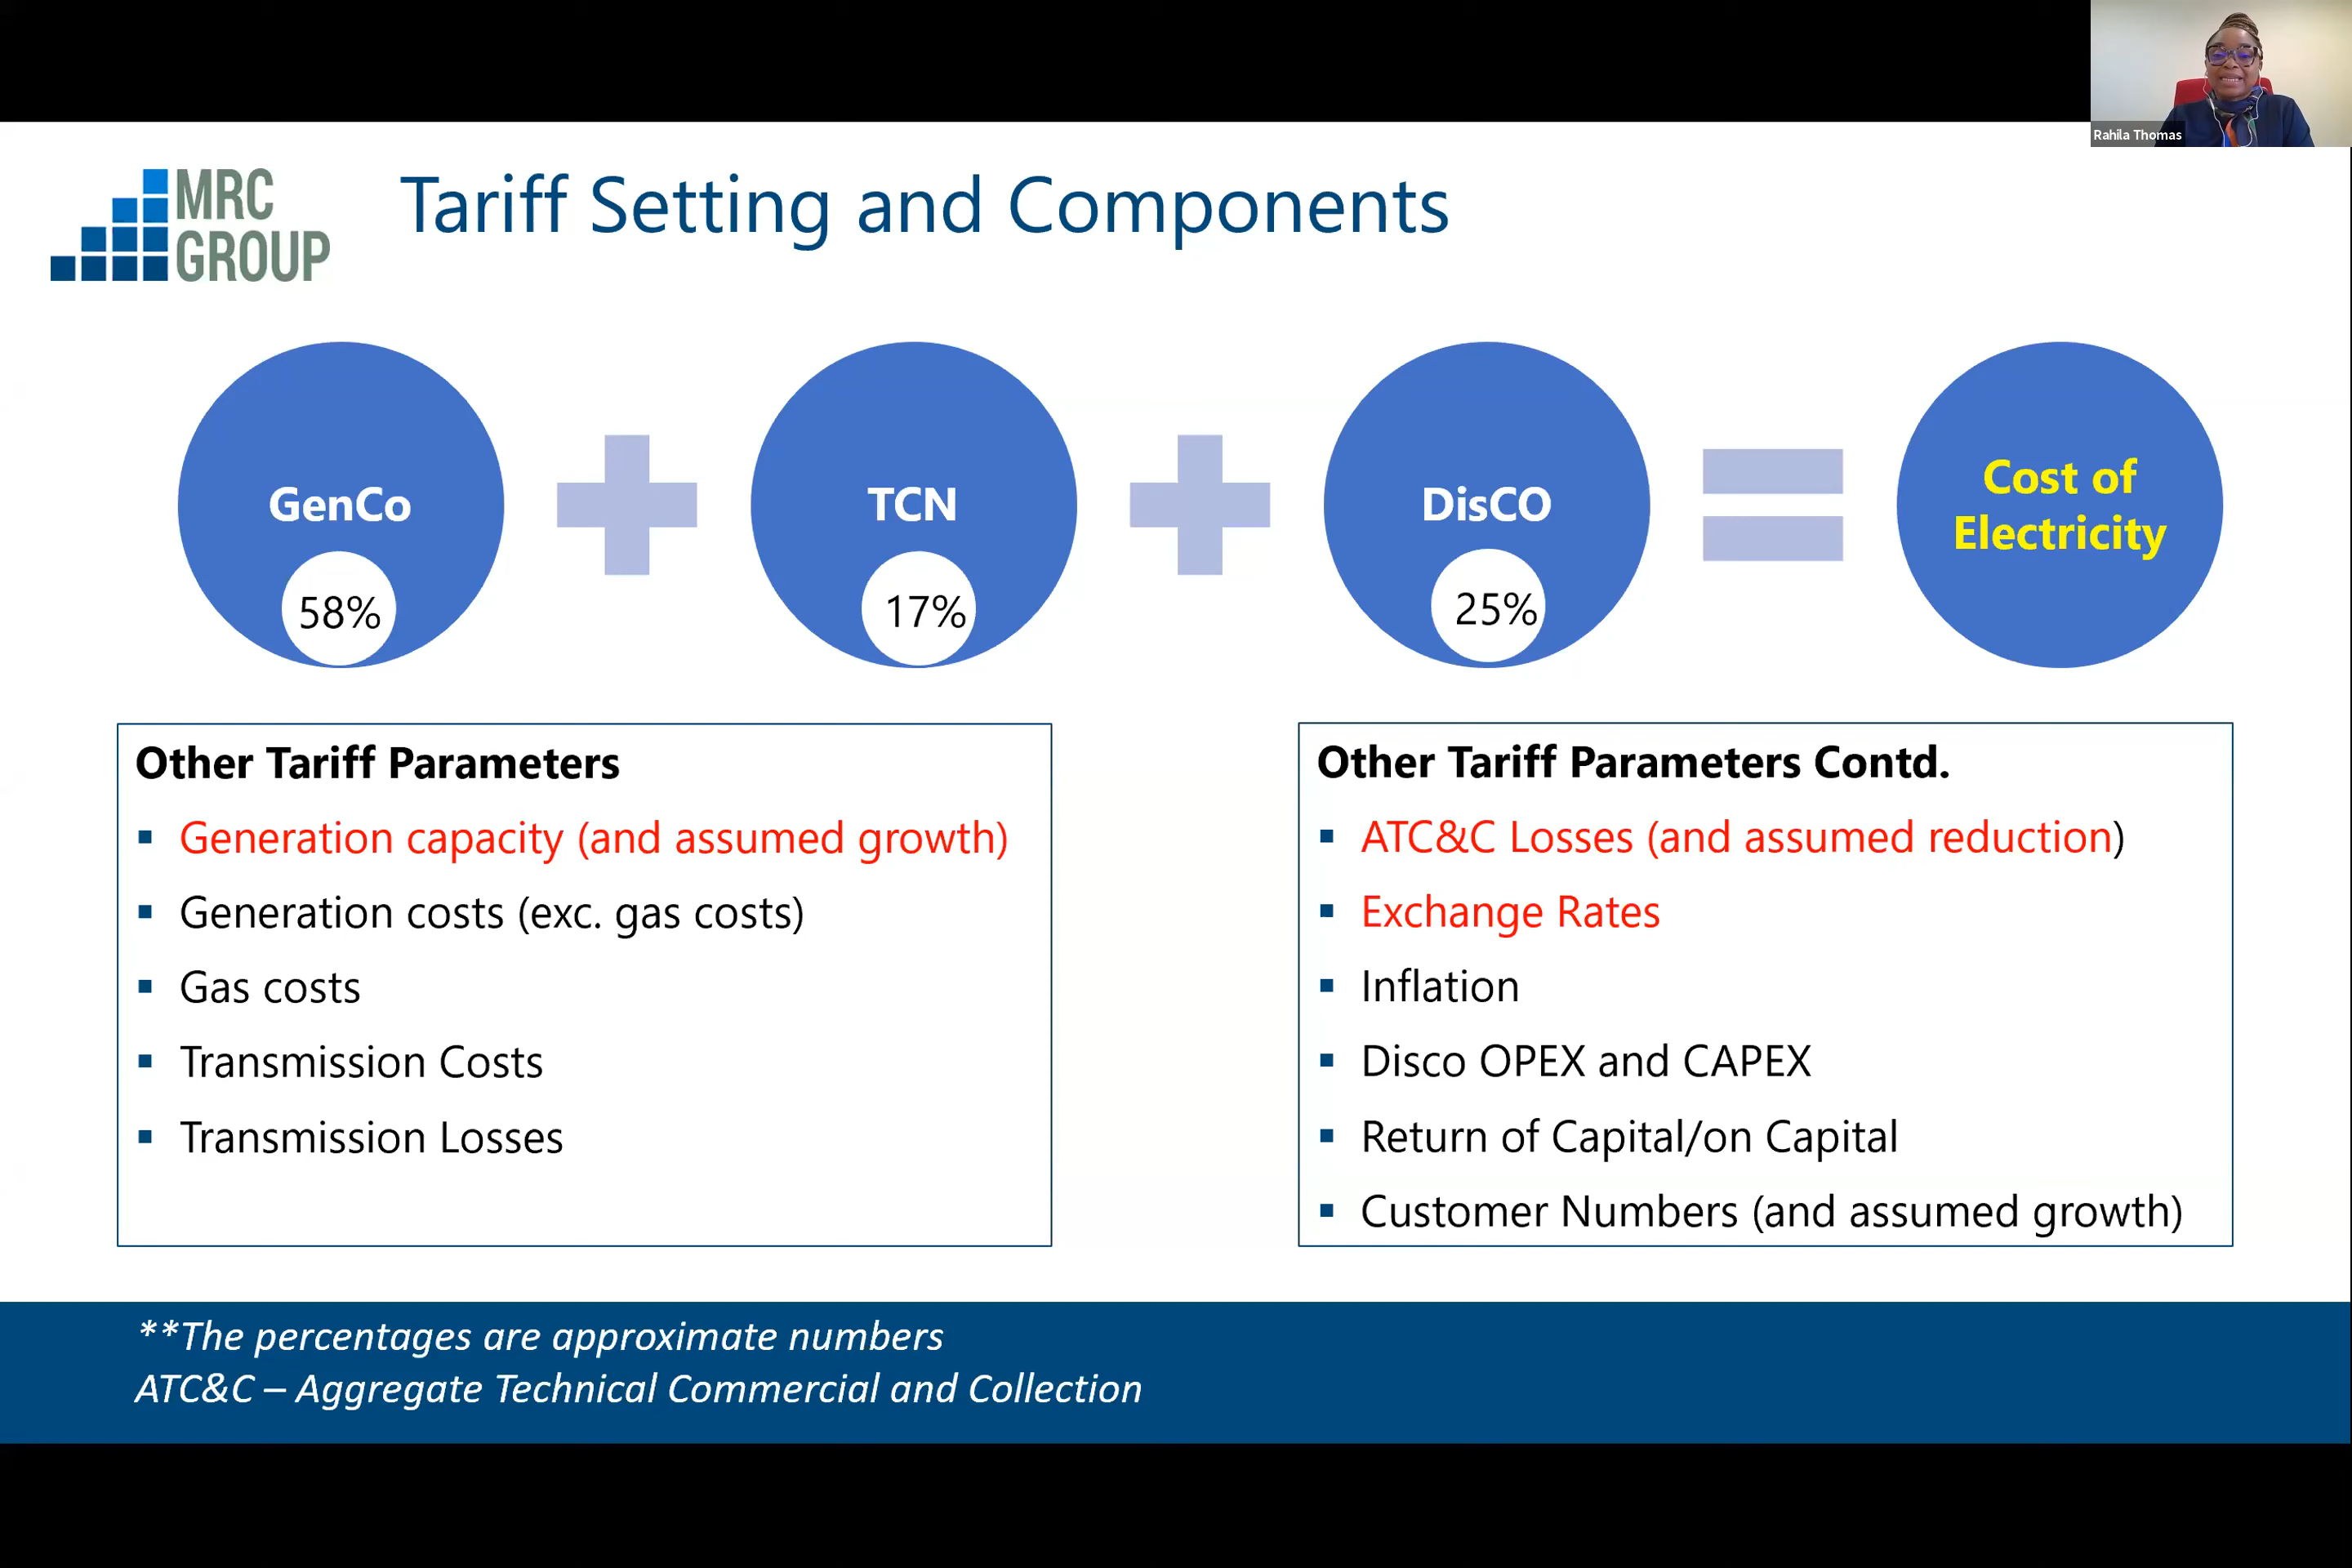 Rahila Thomas
MRC
GROUP
Tariff Setting and Components
GenCo
58%
TCN
17%
DisCO
25%
Cost of
Electricity
Other Tariff Parameters
▪ Generation capacity (and assumed growth)
▪ Generation costs (exc. gas costs)
▪ Gas costs
▪ Transmission Costs
▪ Transmission Losses
Other Tariff Parameters Contd.
▪ ATC&C Losses (and assumed reduction)
▪ Exchange Rates
▪ Inflation
▪ Disco OPEX and CAPEX
▪ Return of Capital/on Capital
▪ Customer Numbers (and assumed growth)
**The percentages are approximate numbers
ATC&C – Aggregate Technical Commercial and Collection